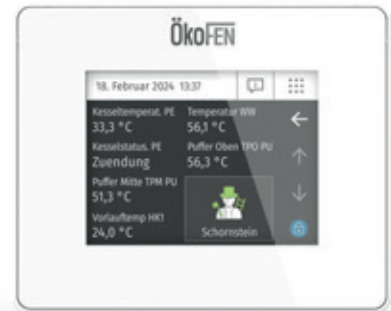 ÖkoFEN
18. Februar 2024 13:37
Kesseltemperat. PE
33,3 °C
Temperatur WW
56,1 °C
Kesselstatus. PE
Zuendung
Puffer Oben TPO PU
56,3 °C
Puffer Mitte TPM PU
51,3 °C
Vorlauftemp HK1
24,0 °C
Schornstein